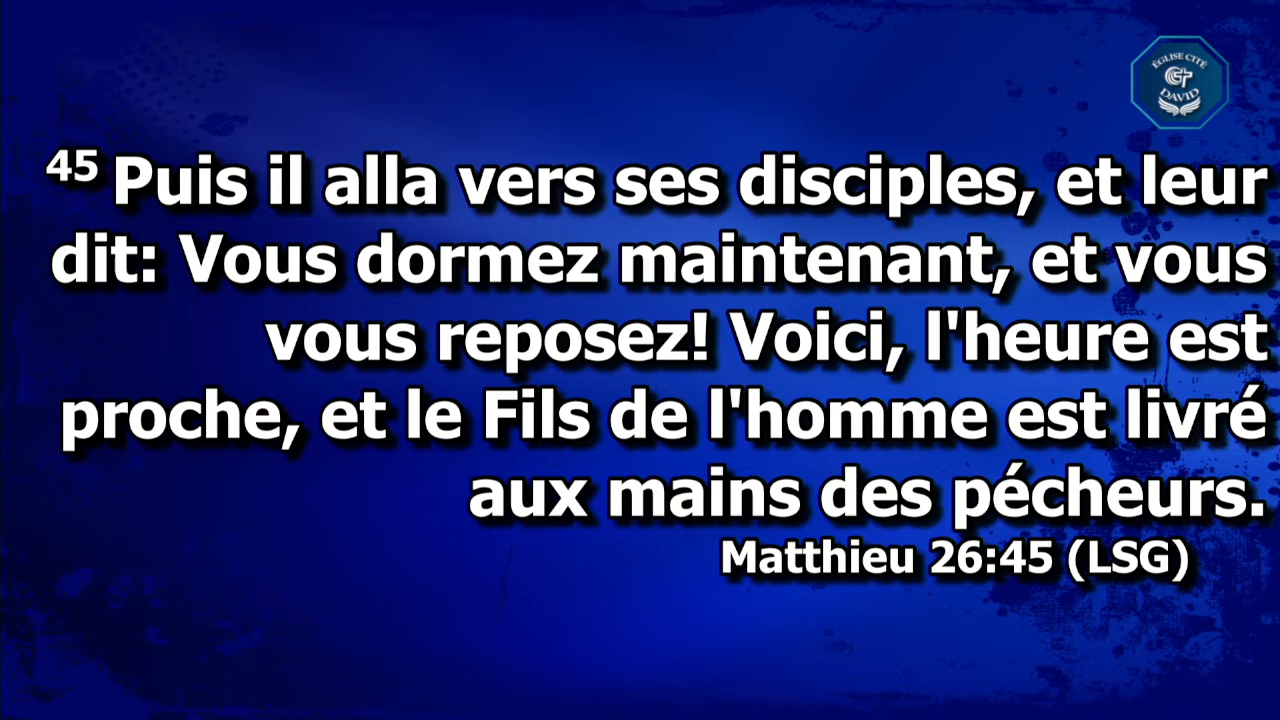 ÉGLISE CITÉ
DAVID
45 Puis il alla vers ses disciples, et leur
dit: Vous dormez maintenant, et vous
vous reposez! Voici, l'heure est
proche, et le Fils de l'homme est livré
aux mains des pécheurs.
Matthieu 26:45 (LSG)